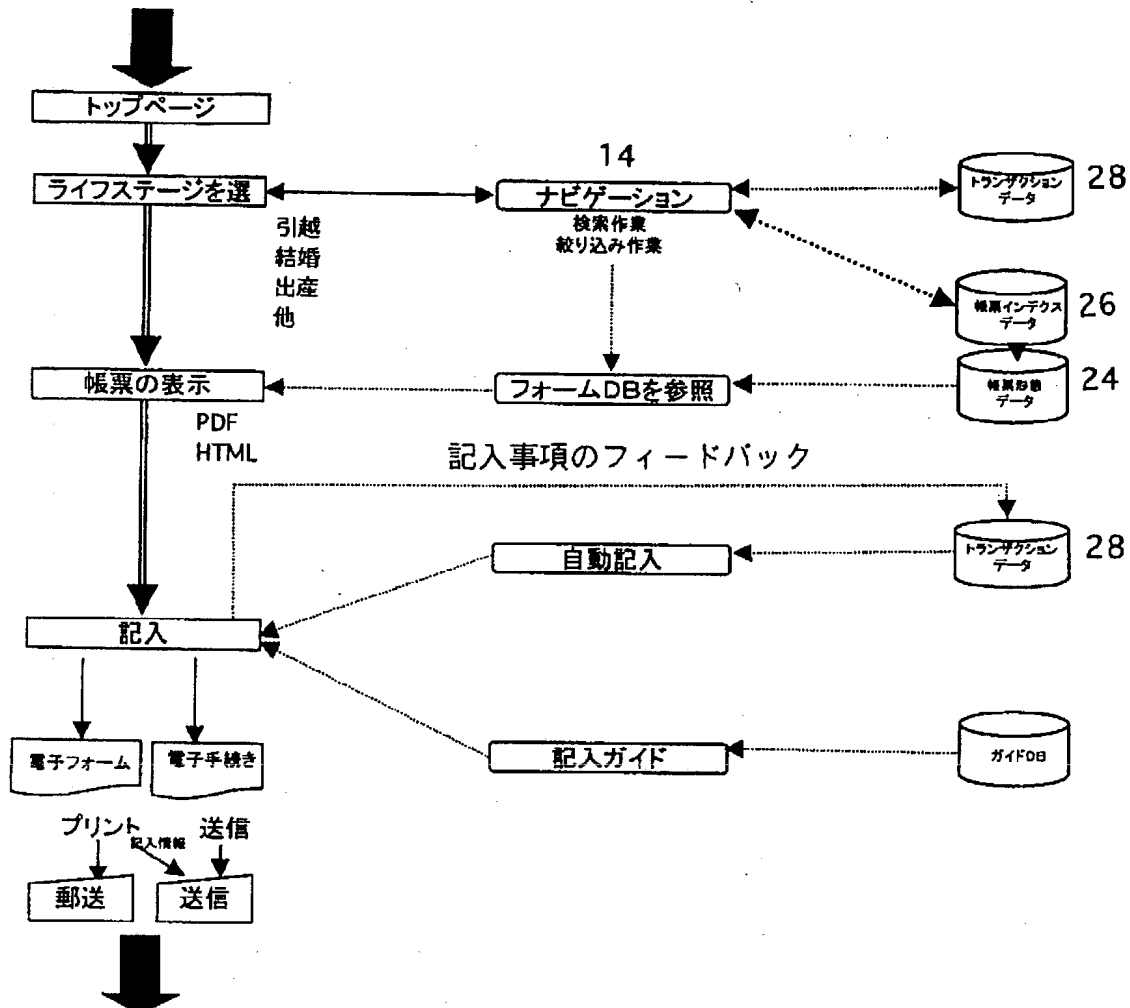 トップページ
14
ライフステージを選
ナビゲーション
トランザクション
データ
28
引越
結婚
出産
他
検索作業
絞り込み作業
帳票インデクス
データ
26
帳票の表示
フォームDBを参照
帳票形態
データ
24
PDF
HTML
記入事項のフィードバック
自動記入
トランザクション
データ
28
記入
電子フォーム
電子手続き
記入ガイド
ガイドDB
プリント
記入情報
送信
郵送
送信